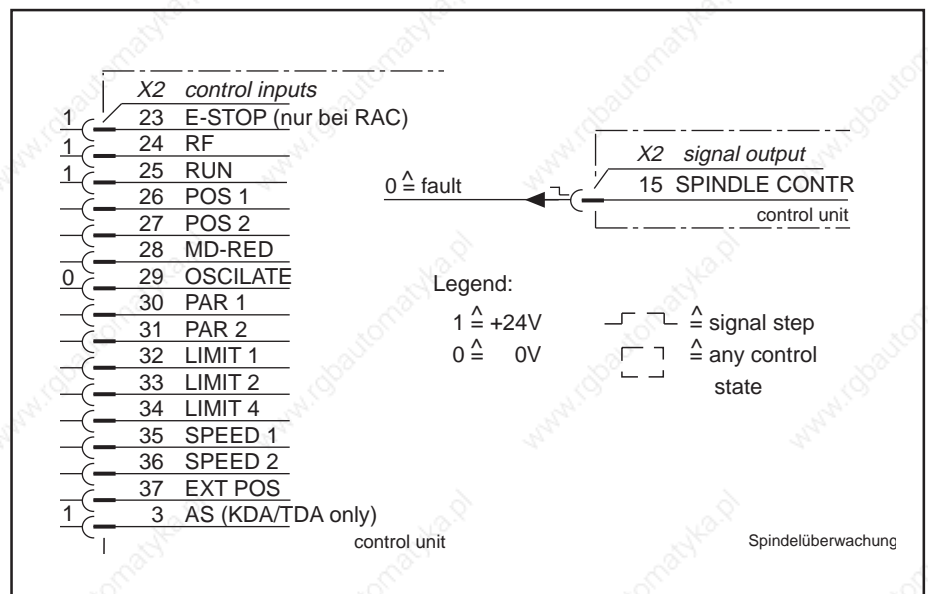 X2 control inputs
1 23 E-STOP (nur bei RAC)
1 24 RF
1 25 RUN
26 POS 1
27 POS 2
28 MD-RED
0 29 OSCILATE
30 PAR 1
31 PAR 2
32 LIMIT 1
33 LIMIT 2
34 LIMIT 4
35 SPEED 1
36 SPEED 2
37 EXT POS
1 3 AS (KDA/TDA only)
control unit
X2 signal output
0 ≙ fault
15 SPINDLE CONTR
control unit
Legend:
1 ≙ +24V
0 ≙ 0V
≙ signal step
≙ any control
state
Spindelüberwachung
www.rgbautomatyka.pl